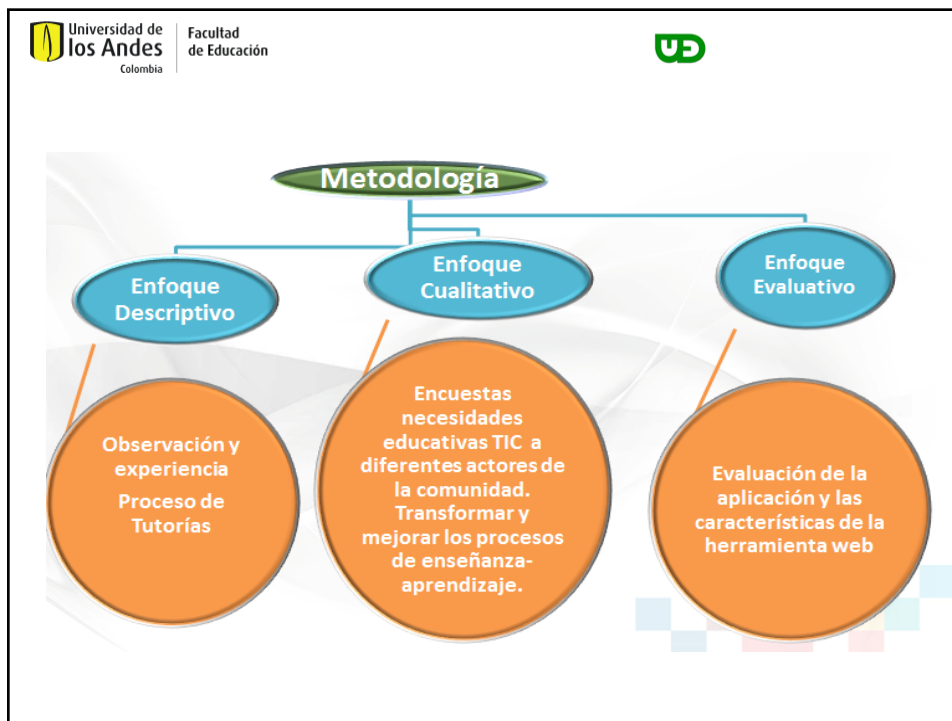 Universidad de
los Andes
Colombia
Facultad
de Educación
UD
Metodología
Enfoque
Descriptivo
Enfoque
Cualitativo
Enfoque
Evaluativo
Observación y
experiencia
Proceso de
Tutorías
Encuestas
necesidades
educativas TIC a
diferentes actores de
la comunidad.
Transformar y
mejorar los procesos
de enseñanza-
aprendizaje.
Evaluación de la
aplicación y las
características de la
herramienta web